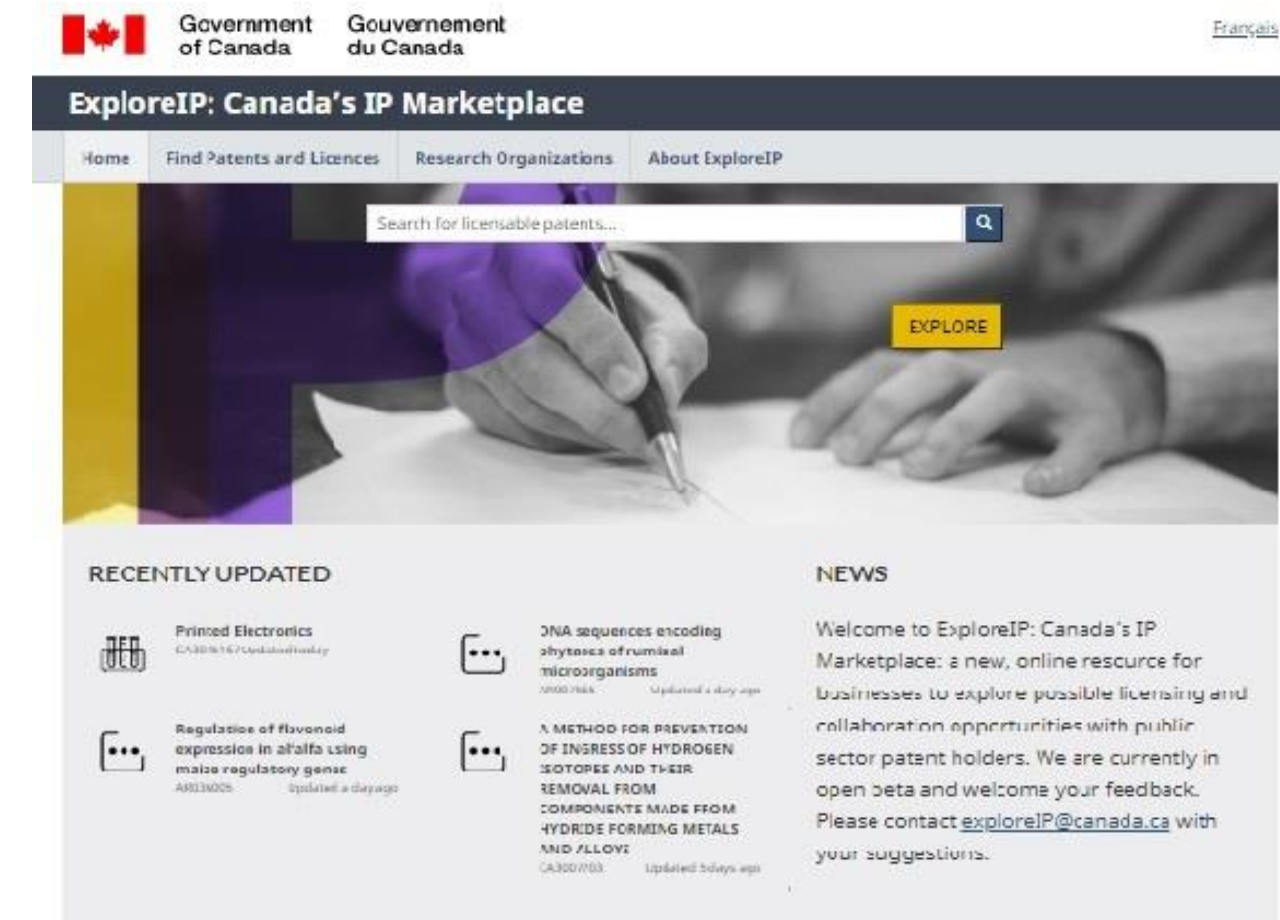 Government of Canada
Gouvernement du Canada
Français
ExploreIP: Canada's IP Marketplace
Home
Find Patents and Licences
Research Organizations
About ExploreIP
Search for licensable patents...
EXPLORE
RECENTLY UPDATED
Printed Electronics
Updated today
DNA sequences encoding
phytases of ruminal
microorganisms
Updated a day ago
Regulation of flavonoid
expression in alfalfa using
maize regulatory genes
Updated a day ago
A METHOD FOR PREVENTION
OF INGRESS OF HYDROGEN
ISOTOPES AND THEIR
REMOVAL FROM
COMPONENTS MADE FROM
HYDRIDE FORMING METALS
AND ALLOYS
Updated 5 days ago
NEWS
Welcome to ExploreIP: Canada's IP
Marketplace: a new, online resource for
businesses to explore possible licensing and
collaboration opportunities with public
sector patent holders. We are currently in
open beta and welcome your feedback.
Please contact exploreIP@canada.ca with
your suggestions.